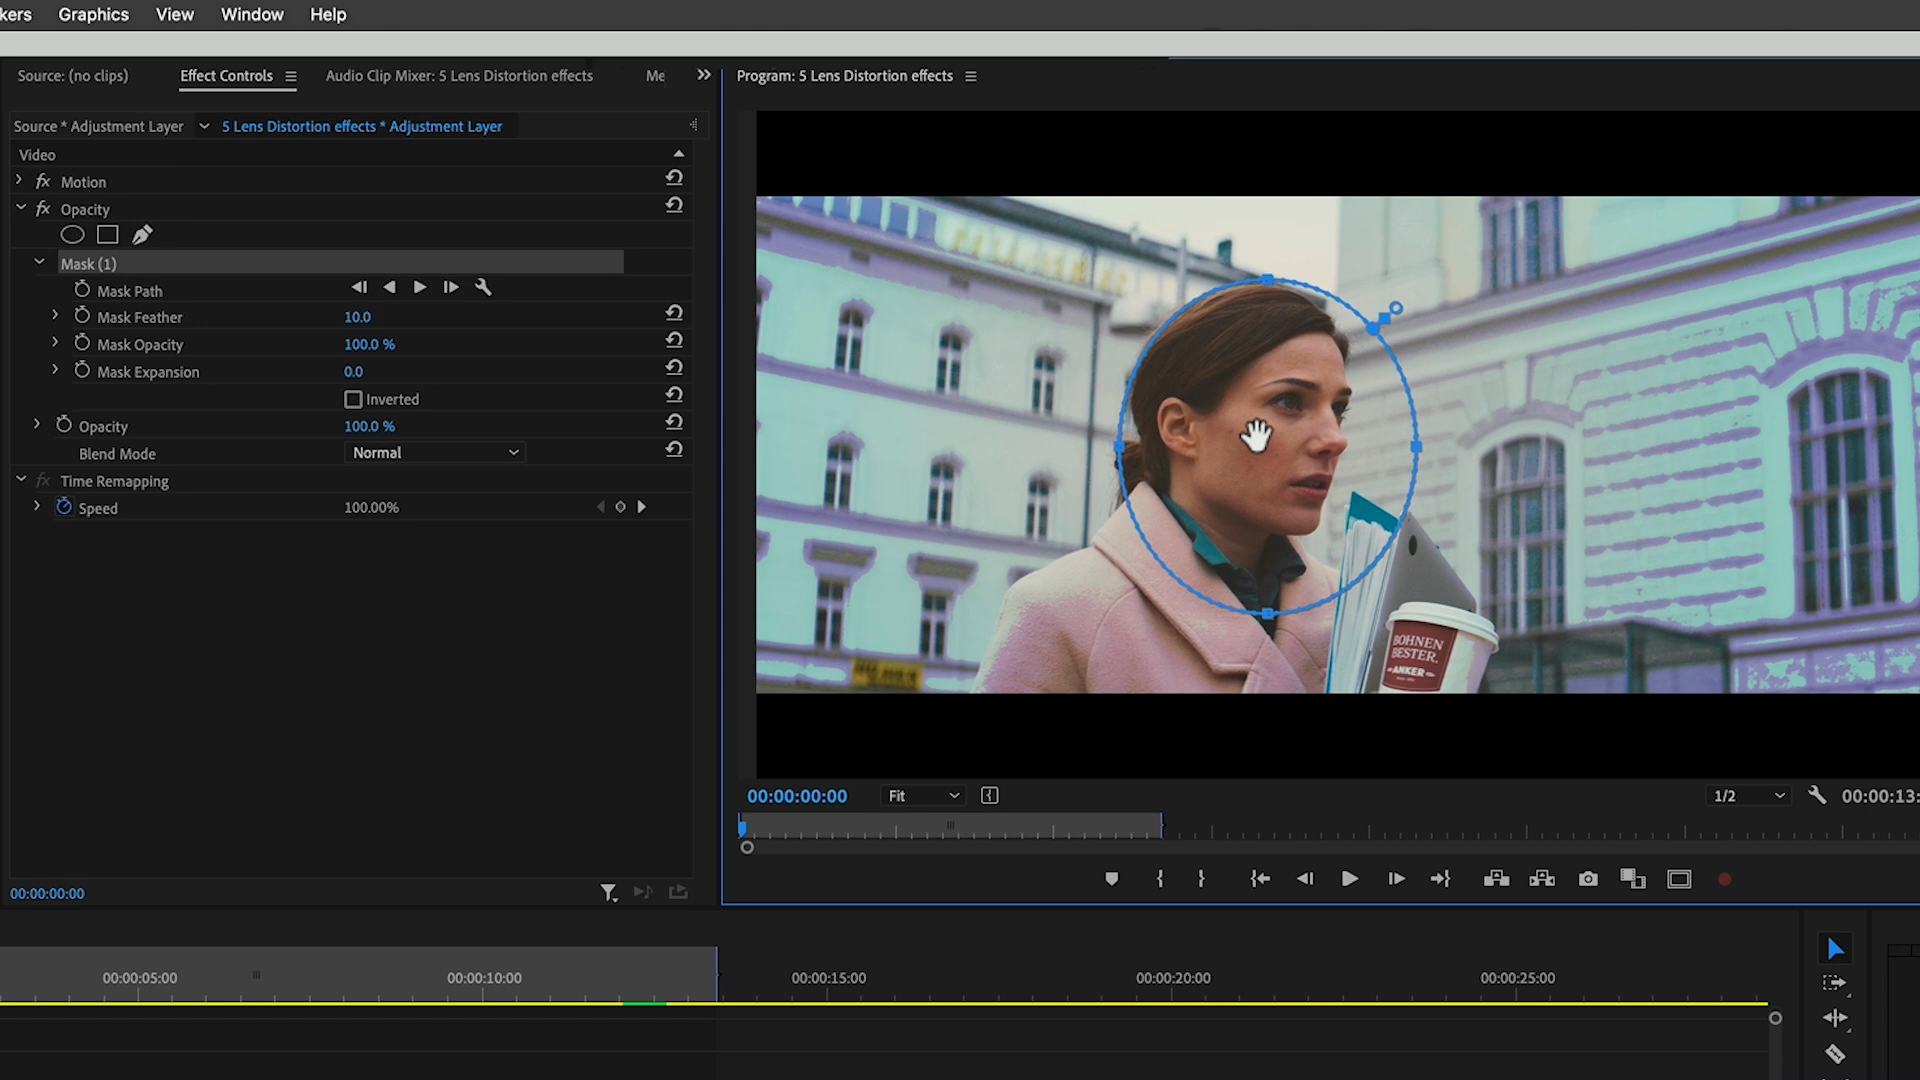 kers Graphics View Window Help
Source: (no clips) Effect Controls Audio Clip Mixer: 5 Lens Distortion effects Me
Program: 5 Lens Distortion effects
Source * Adjustment Layer 5 Lens Distortion effects * Adjustment Layer
Video
fx Motion
fx Opacity
Mask (1)
Mask Path
Mask Feather 10.0
Mask Opacity 100.0 %
Mask Expansion 0.0
Inverted
Opacity 100.0 %
Blend Mode Normal
fx Time Remapping
Speed 100.00%
BOHNEN
BESTER.
ANKER
00:00:00:00 Fit 1/2 00:00:13:
00:00:00:00
00:00:05:00 00:00:10:00 00:00:15:00 00:00:20:00 00:00:25:00